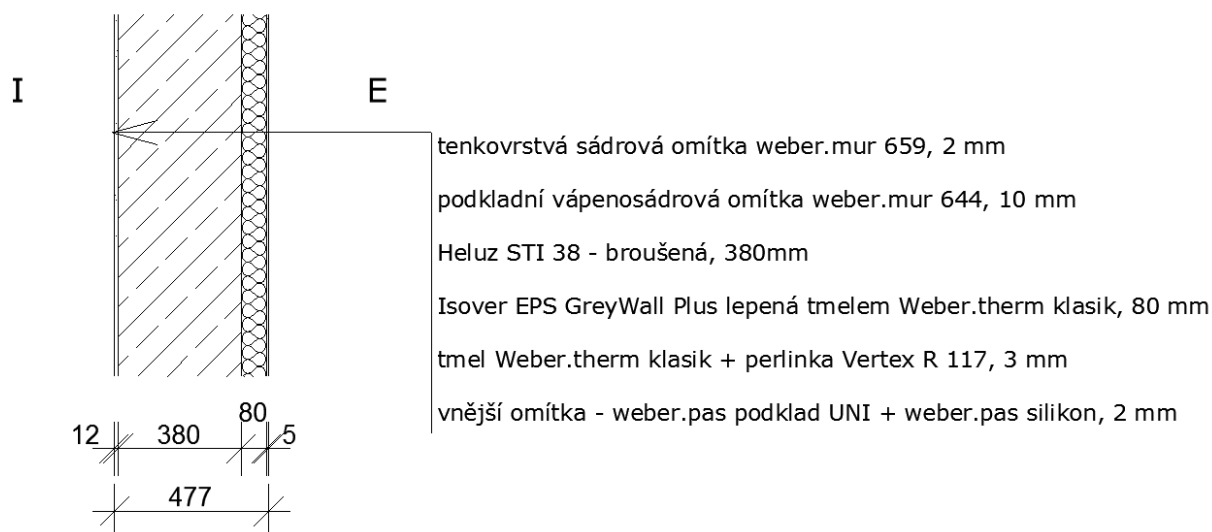 I
E
tenkovrstvá sádrová omítka weber.mur 659, 2 mm
podkladní vápenosádrová omítka weber.mur 644, 10 mm
Heluz STI 38 - broušená, 380mm
Isover EPS GreyWall Plus lepená tmelem Weber.therm klasik, 80 mm
tmel Weber.therm klasik + perlinka Vertex R 117, 3 mm
vnější omítka - weber.pas podklad UNI + weber.pas silikon, 2 mm
12
380
80
5
477